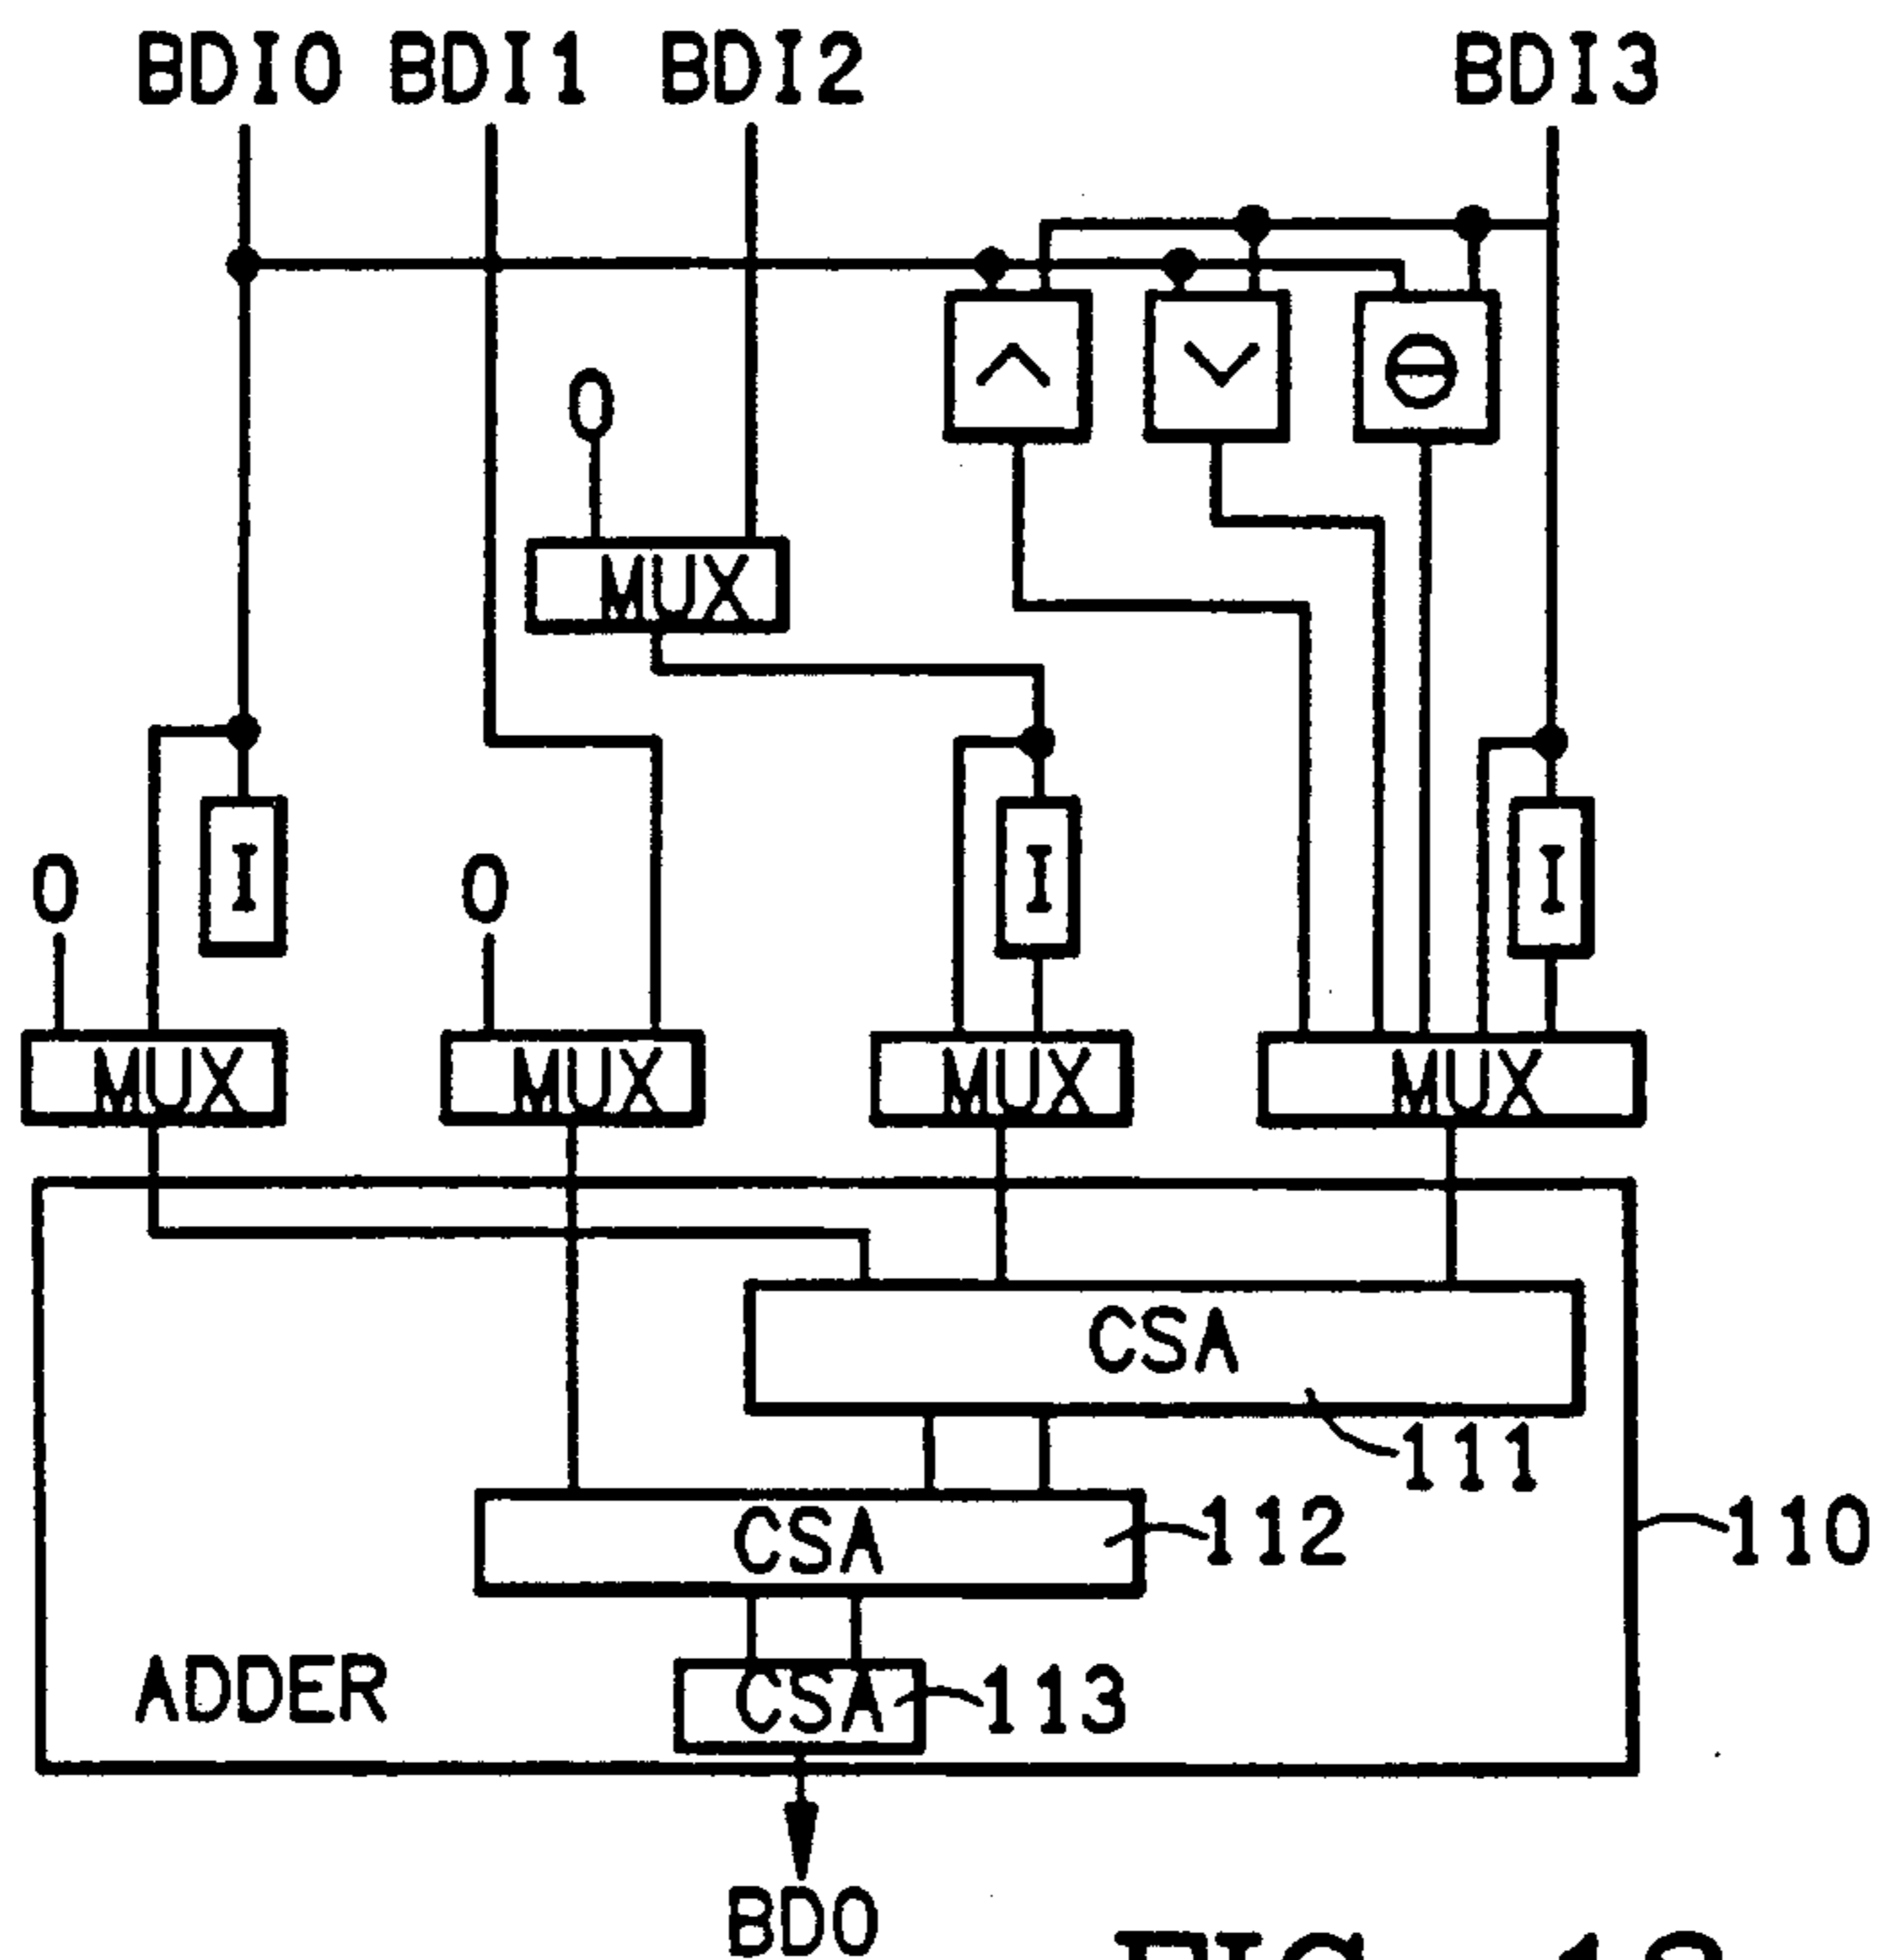 BDI0 BDI1 BDI2 BDI3
0
I I I
0 0
MUX
MUX MUX MUX MUX
CSA
111
CSA 112 110
ADDER CSA 113
BDO